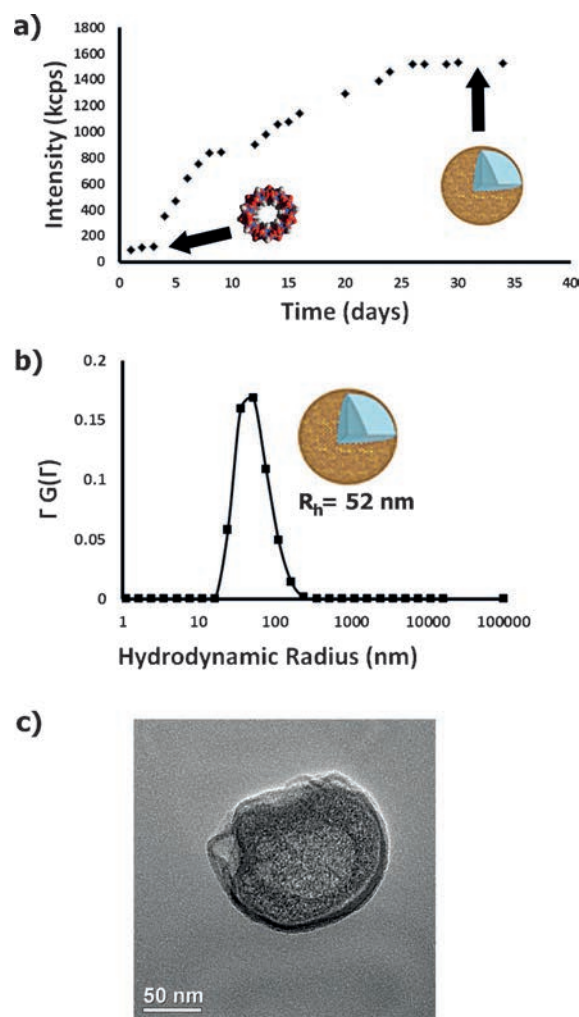 a)
1800
1600
1400
1200
1000
800
600
400
200
0
Intensity (kcps)
0 5 10 15 20 25 30 35 40
Time (days)
b)
0.2
0.15
0.1
0.05
0
Γ G(Γ)
Rh= 52 nm
1 10 100 1000 10000 100000
Hydrodynamic Radius (nm)
c)
50 nm